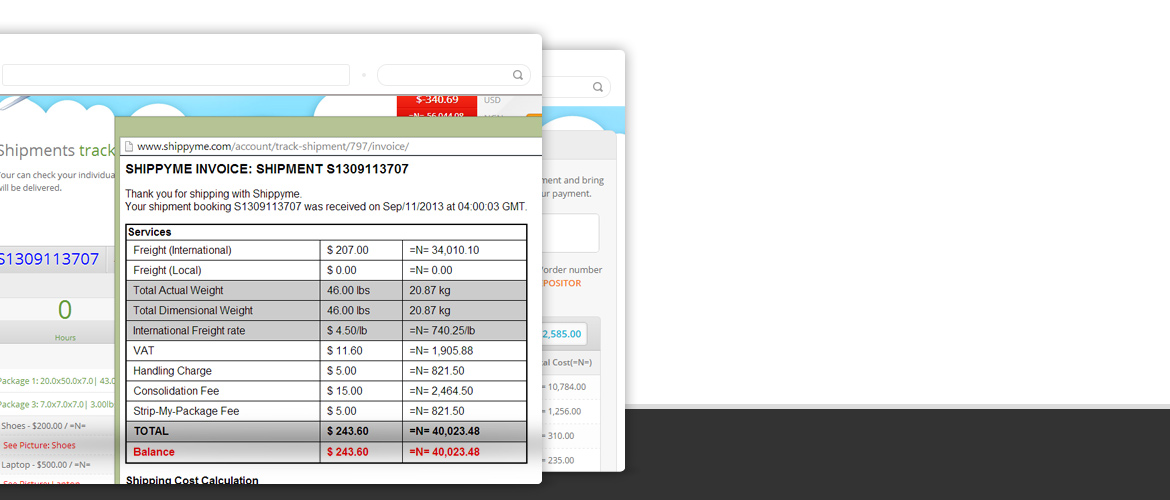 $ 340.69
USD
=N= 56,044.08
www.shippyme.com/account/track-shipment/797/invoice/
SHIPPYME INVOICE: SHIPMENT S1309113707
Thank you for shipping with Shippyme.
Your shipment booking S1309113707 was received on Sep/11/2013 at 04:00:03 GMT.
Services
Freight (International) $ 207.00 =N= 34,010.10
Freight (Local) $ 0.00 =N= 0.00
Total Actual Weight 46.00 lbs 20.87 kg
Total Dimensional Weight 46.00 lbs 20.87 kg
International Freight rate $ 4.50/lb =N= 740.25/lb
VAT $ 11.60 =N= 1,905.88
Handling Charge $ 5.00 =N= 821.50
Consolidation Fee $ 15.00 =N= 2,464.50
Strip-My-Package Fee $ 5.00 =N= 821.50
TOTAL $ 243.60 =N= 40,023.48
Balance $ 243.60 =N= 40,023.48
Shipping Cost Calculation
Shipments track
Your can check your individua
will be delivered.
S1309113707
0
Hours
Package 1: 20.0x50.0x7.0| 43.0
Package 3: 7.0x7.0x7.0| 3.00lb
Shoes - $200.00 / =N=
See Picture: Shoes
Laptop - $500.00 / =N=
See Picture: Laptop
ment and bring
ur payment.
/order number
POSITOR
2,585.00
al Cost(=N=)
= 10,784.00
= 1,256.00
= 310.00
= 235.00